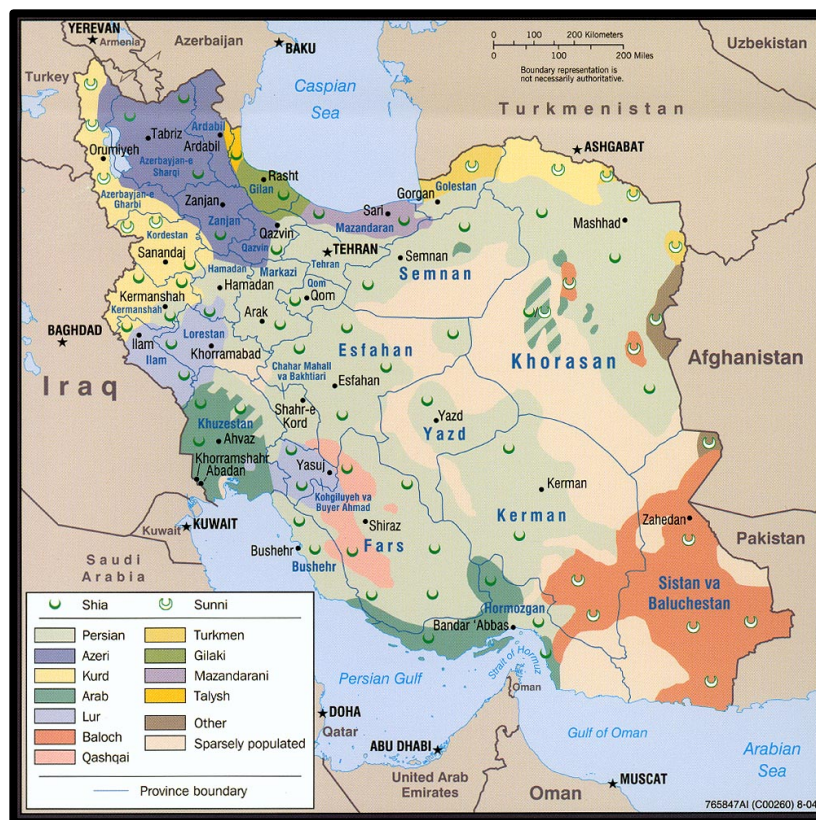 YEREVAN
Armenia
Azerbaijan
BAKU
Turkey
Caspian
Sea
0 100 200 Kilometers
0 100 200 Miles
Boundary representation is
not necessarily authoritative.
Uzbekistan
Turkmenistan
ASHGABAT
Tabriz
Ardabil
Ardabil
Orumiyeh
Azerbayjan-e
Sharqi
Rasht
Gilan
Golestan
Gorgan
Azerbayjan-e
Gharbi
Zanjan
Zanjan
Sari
Mazandaran
Mashhad
Kordestan
Qazvin
Qazvin
TEHRAN
Tehran
Semnan
Semnan
Sanandaj
Hamadan
Markazi
Hamadan
Qom
Qom
Kermanshah
Kermanshah
Arak
BAGHDAD
Ilam
Ilam
Lorestan
Khorramabad
Esfahan
Khorasan
Afghanistan
Iraq
Chahar Mahall
va Bakhtiari
Esfahan
Shahr-e
Kord
Yazd
Yazd
Khuzestan
Ahvaz
Khorramshahr
Abadan
Yasuj
Kohgiluyeh va
Buyer Ahmad
Kerman
Kerman
Zahedan
Kuwait
KUWAIT
Shiraz
Fars
Pakistan
Saudi
Arabia
Bushehr
Bushehr
Sistan va
Baluchestan
Hormozgan
Bandar 'Abbas
Strait of Hormuz
Oman
Persian Gulf
DOHA
Qatar
ABU DHABI
United Arab
Emirates
Gulf of Oman
Oman
MUSCAT
Arabian
Sea
Shia
Sunni
Persian
Azeri
Kurd
Arab
Lur
Baloch
Qashqai
Turkmen
Gilaki
Mazandarani
Talysh
Other
Sparsely populated
Province boundary
765847AI (C00260) 8-04